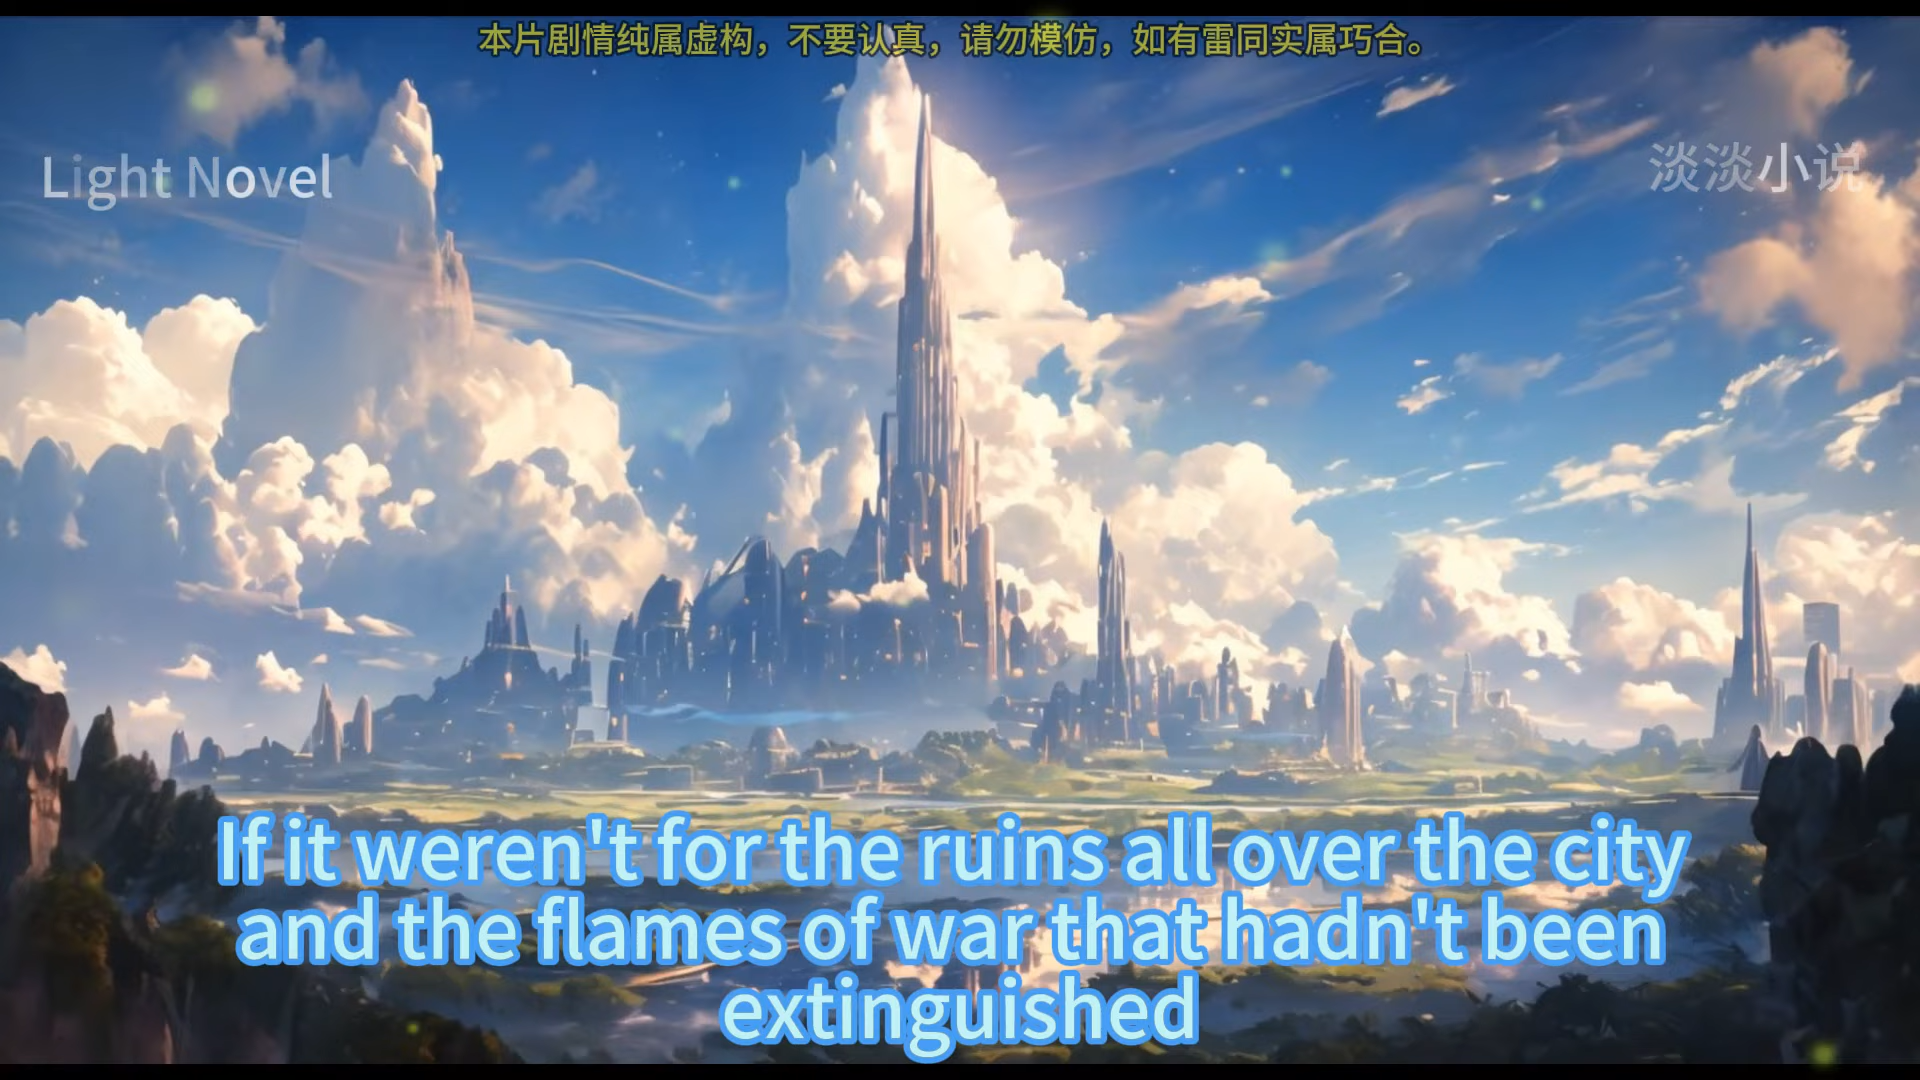 本片剧情纯属虚构，不要认真，请勿模仿，如有雷同实属巧合。
Light Novel
淡淡小说
If it weren't for the ruins all over the city
and the flames of war that hadn't been
extinguished